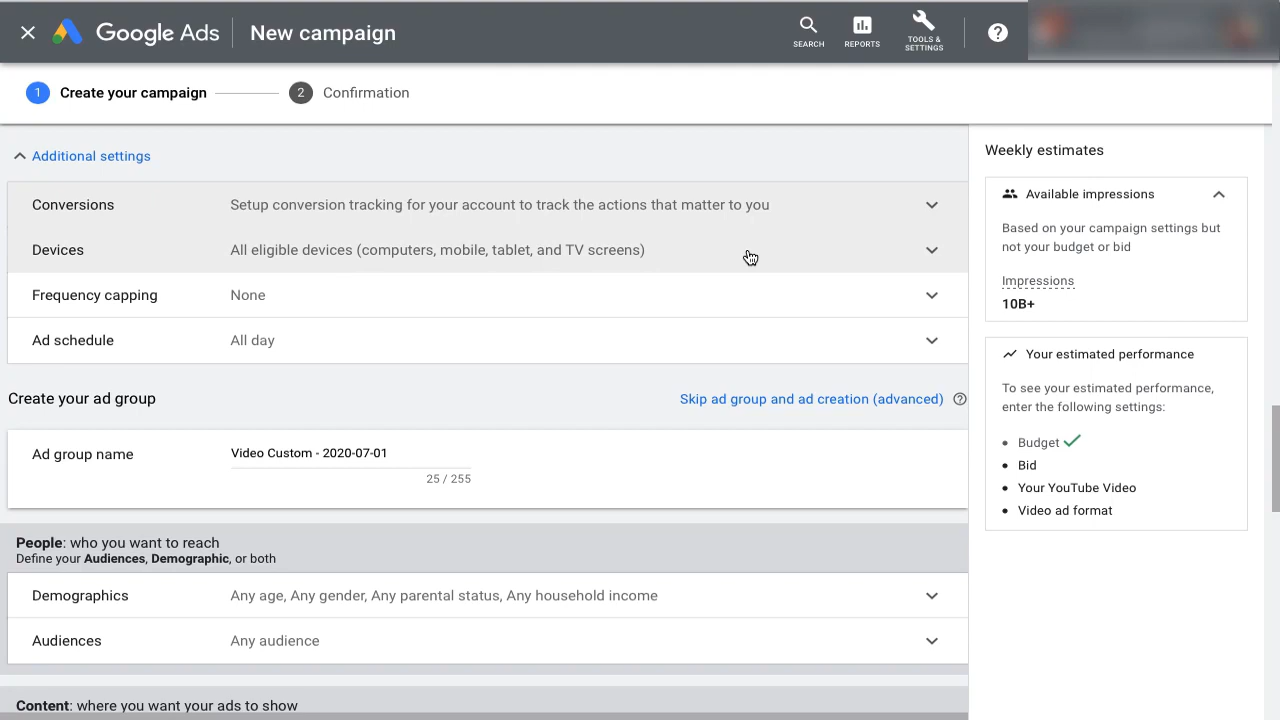 Google Ads
New campaign
SEARCH
REPORTS
TOOLS &
SETTINGS
?
1 Create your campaign
2 Confirmation
Additional settings
Conversions Setup conversion tracking for your account to track the actions that matter to you
Devices All eligible devices (computers, mobile, tablet, and TV screens)
Frequency capping None
Ad schedule All day
Create your ad group Skip ad group and ad creation (advanced) ?
Ad group name Video Custom - 2020-07-01
25 / 255
People: who you want to reach
Define your Audiences, Demographic, or both
Demographics Any age, Any gender, Any parental status, Any household income
Audiences Any audience
Content: where you want your ads to show
Weekly estimates
Available impressions
Based on your campaign settings but
not your budget or bid
Impressions
10B+
Your estimated performance
To see your estimated performance,
enter the following settings:
• Budget
• Bid
• Your YouTube Video
• Video ad format